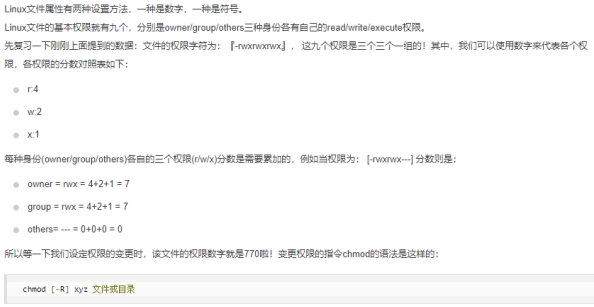 Linux文件属性有两种设置方法，一种是数字，一种是符号。
Linux文件的基本权限就有九个，分别是owner/group/others三种身份各有自己的read/write/execute权限。
先复习一下刚刚上面提到的数据：文件的权限字符为：『-rwxrwxrwx』， 这九个权限是三个三个一组的！其中，我们可以使用数字来代表各个权
限，各权限的分数对照表如下：
r:4
w:2
x:1
每种身份(owner/group/others)各自的三个权限(r/w/x)分数是需要累加的，例如当权限为： [-rwxrwx---] 分数则是：
owner = rwx = 4+2+1 = 7
group = rwx = 4+2+1 = 7
others= --- = 0+0+0 = 0
所以等一下我们设定权限的变更时，该文件的权限数字就是770啦！变更权限的指令chmod的语法是这样的：
chmod [-R] xyz 文件或目录